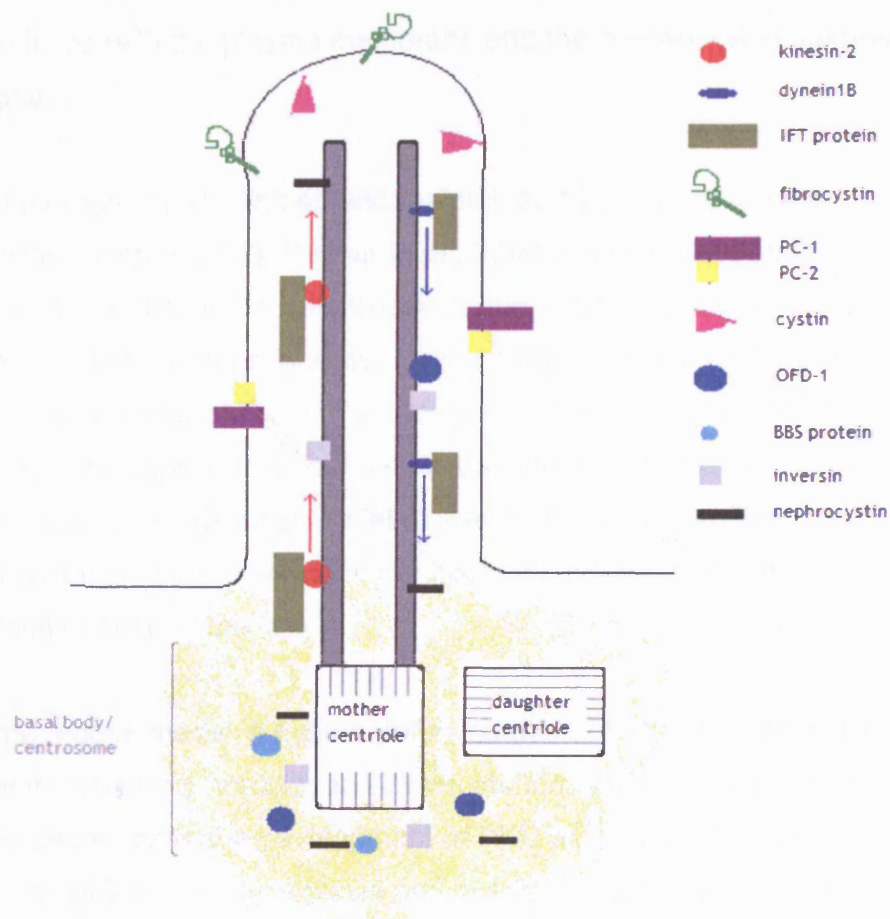 kinesin-2
dynein1B
IFT protein
fibrocystin
PC-1
PC-2
cystin
OFD-1
BBS protein
inversin
nephrocystin
basal body/
centrosome
mother
centriole
daughter
centriole